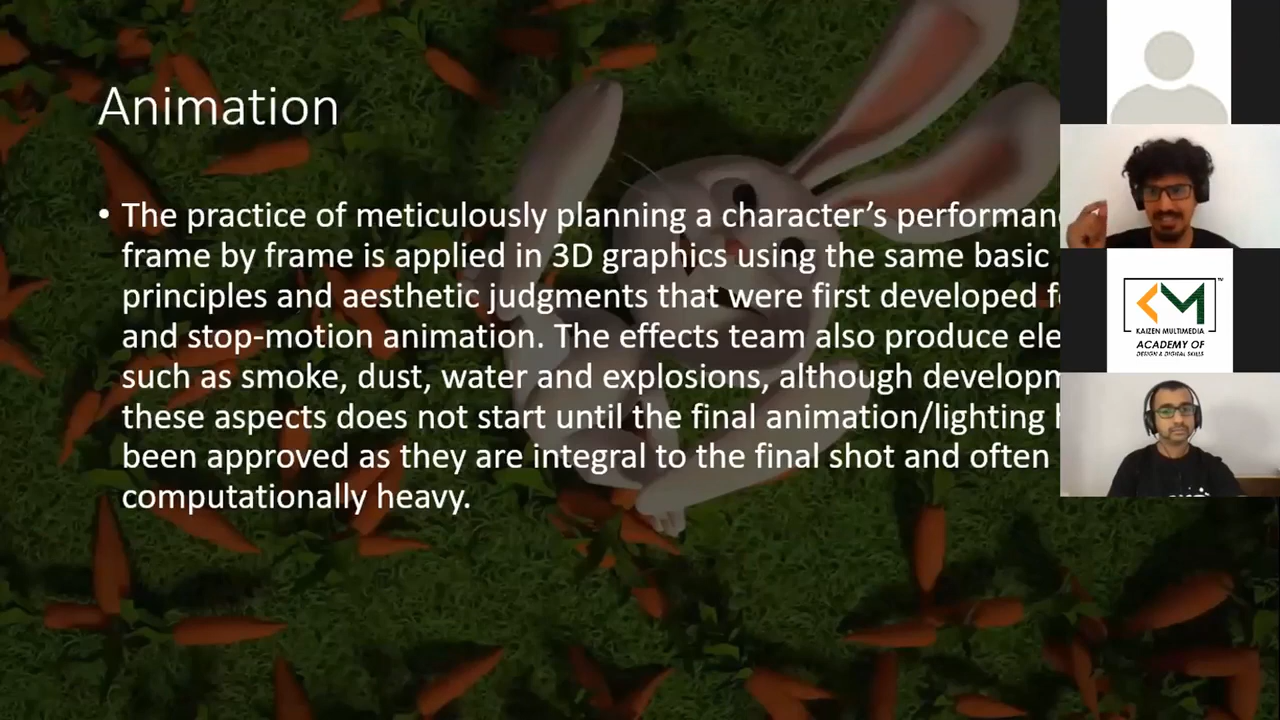 Animation
• The practice of meticulously planning a character’s
frame by frame is applied in 3D graphics using the same basic
principles and aesthetic judgments that were first developed
and stop-motion animation. The effects team also produce
such as smoke, dust, water and explosions, although
these aspects does not start until the final animation/lighting
been approved as they are integral to the final shot and often
computationally heavy.
KM
TM
KAIZEN MULTIMEDIA
ACADEMY OF
DESIGN & DIGITAL SKILLS